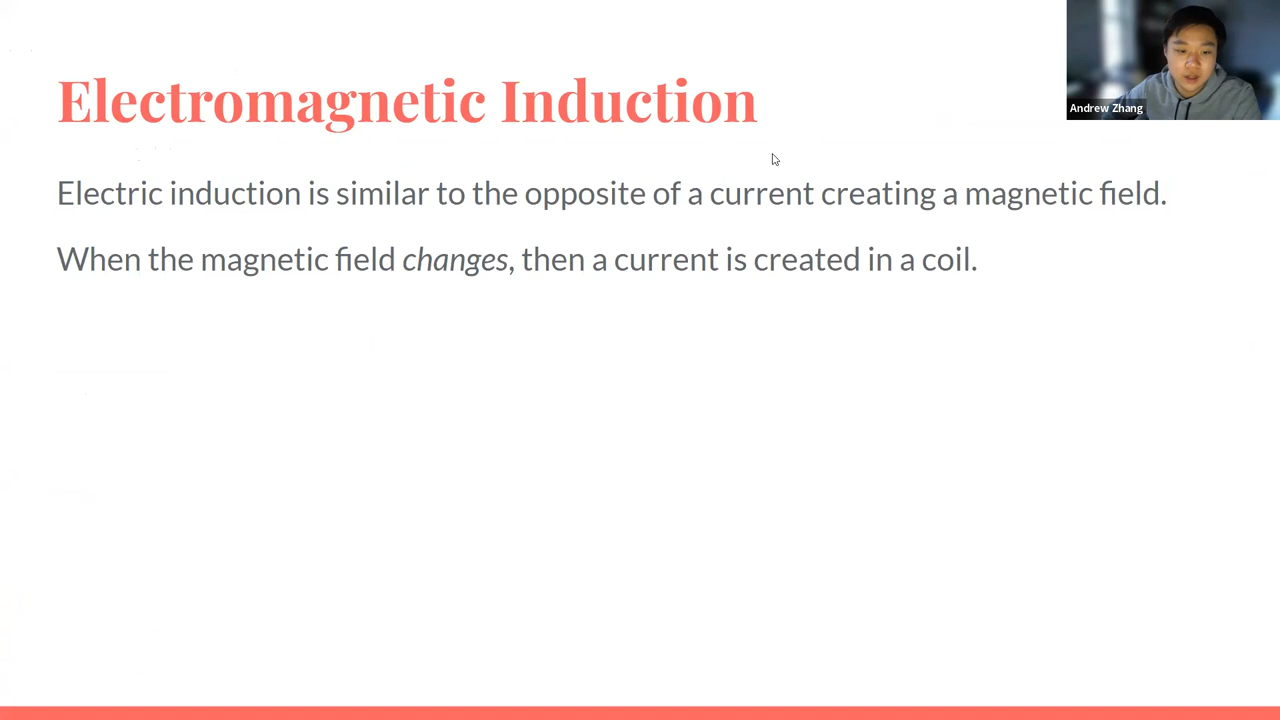 Electromagnetic Induction
Andrew Zhang
Electric induction is similar to the opposite of a current creating a magnetic field.
When the magnetic field changes, then a current is created in a coil.